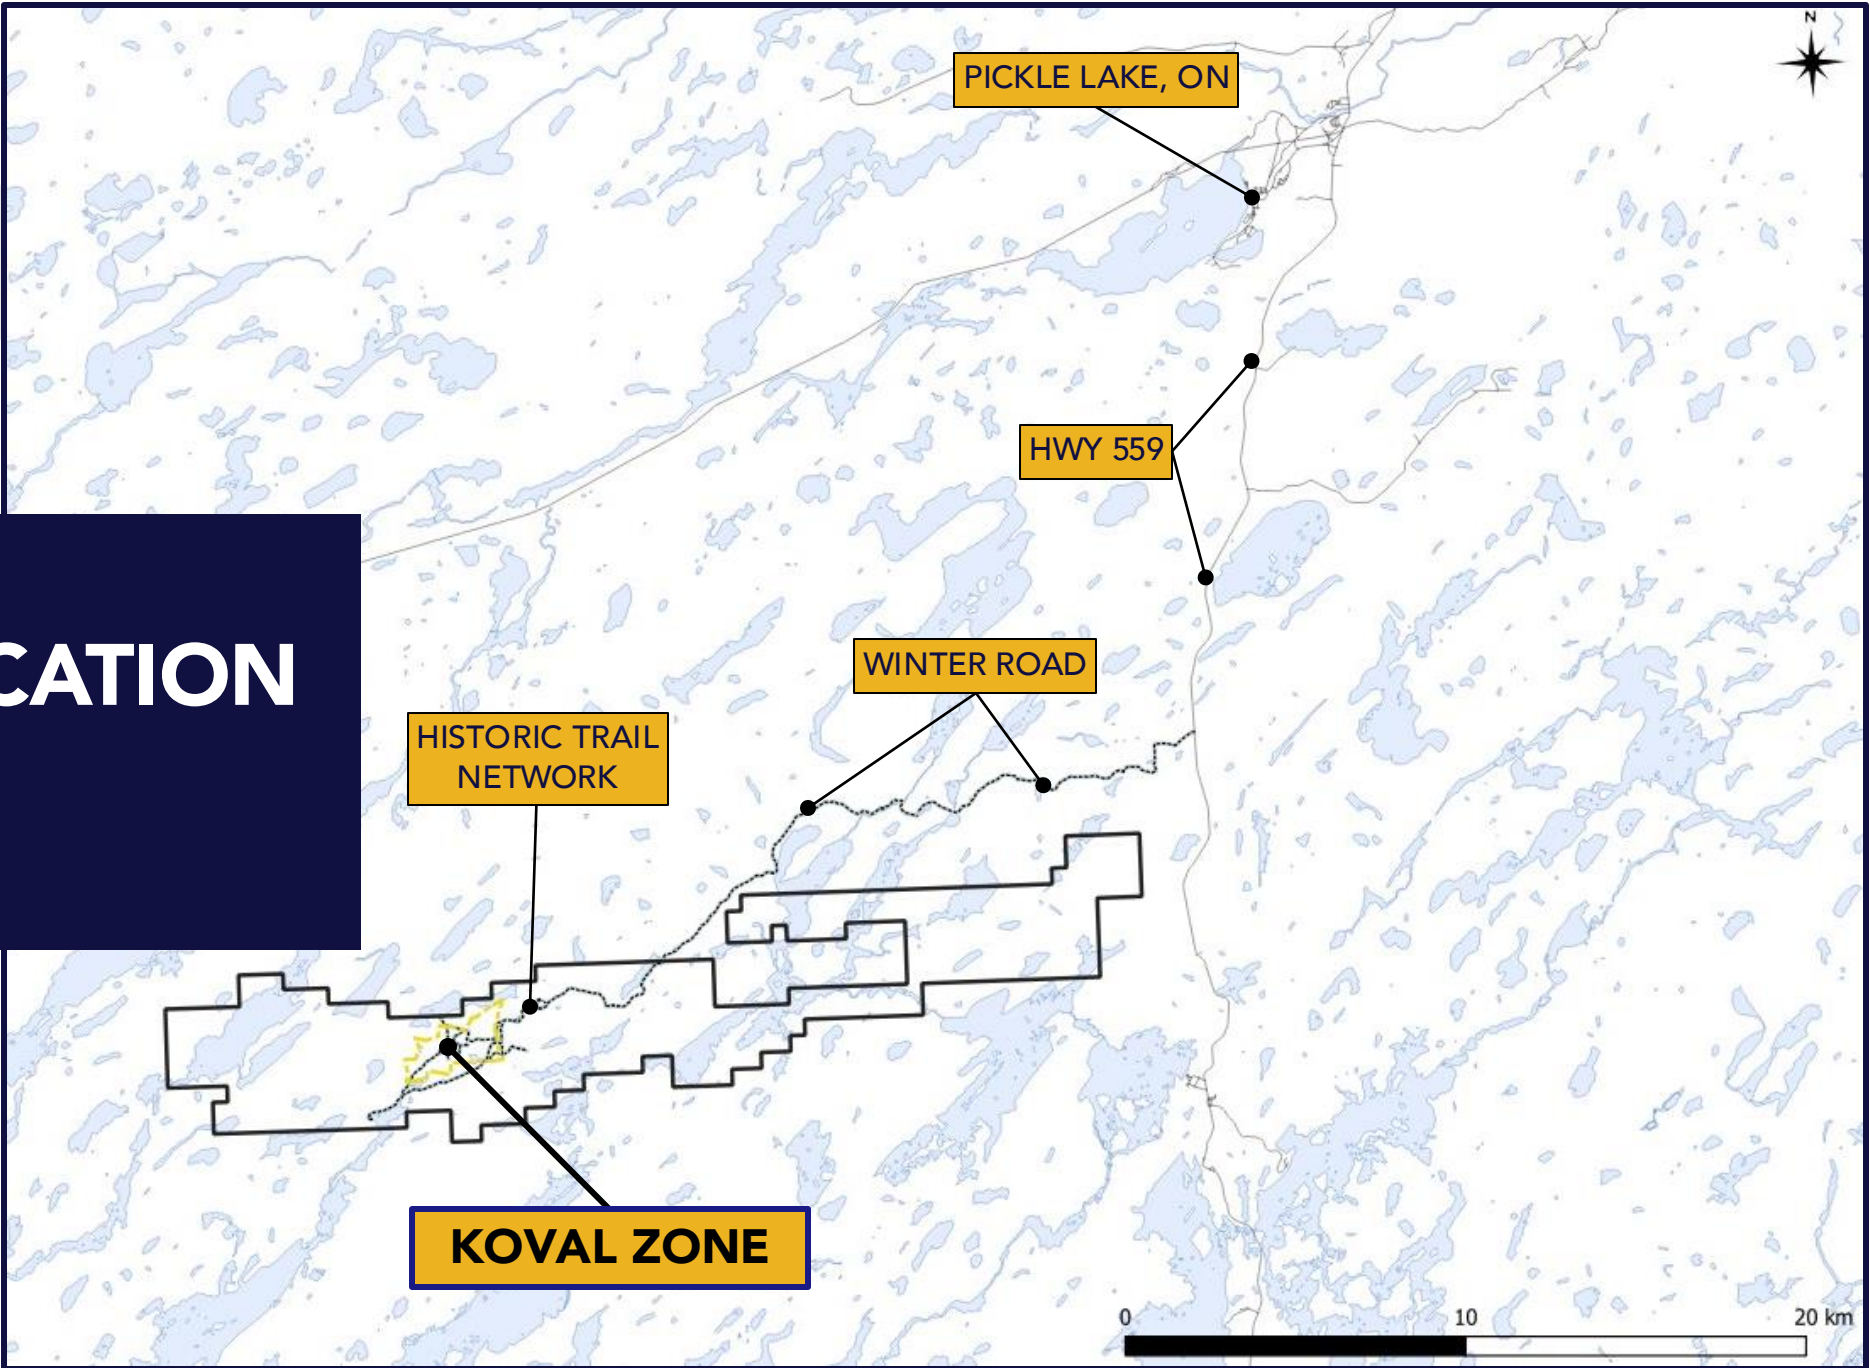 N
PICKLE LAKE, ON
HWY 559
CATION
WINTER ROAD
HISTORIC TRAIL
NETWORK
KOVAL ZONE
0 10 20 km